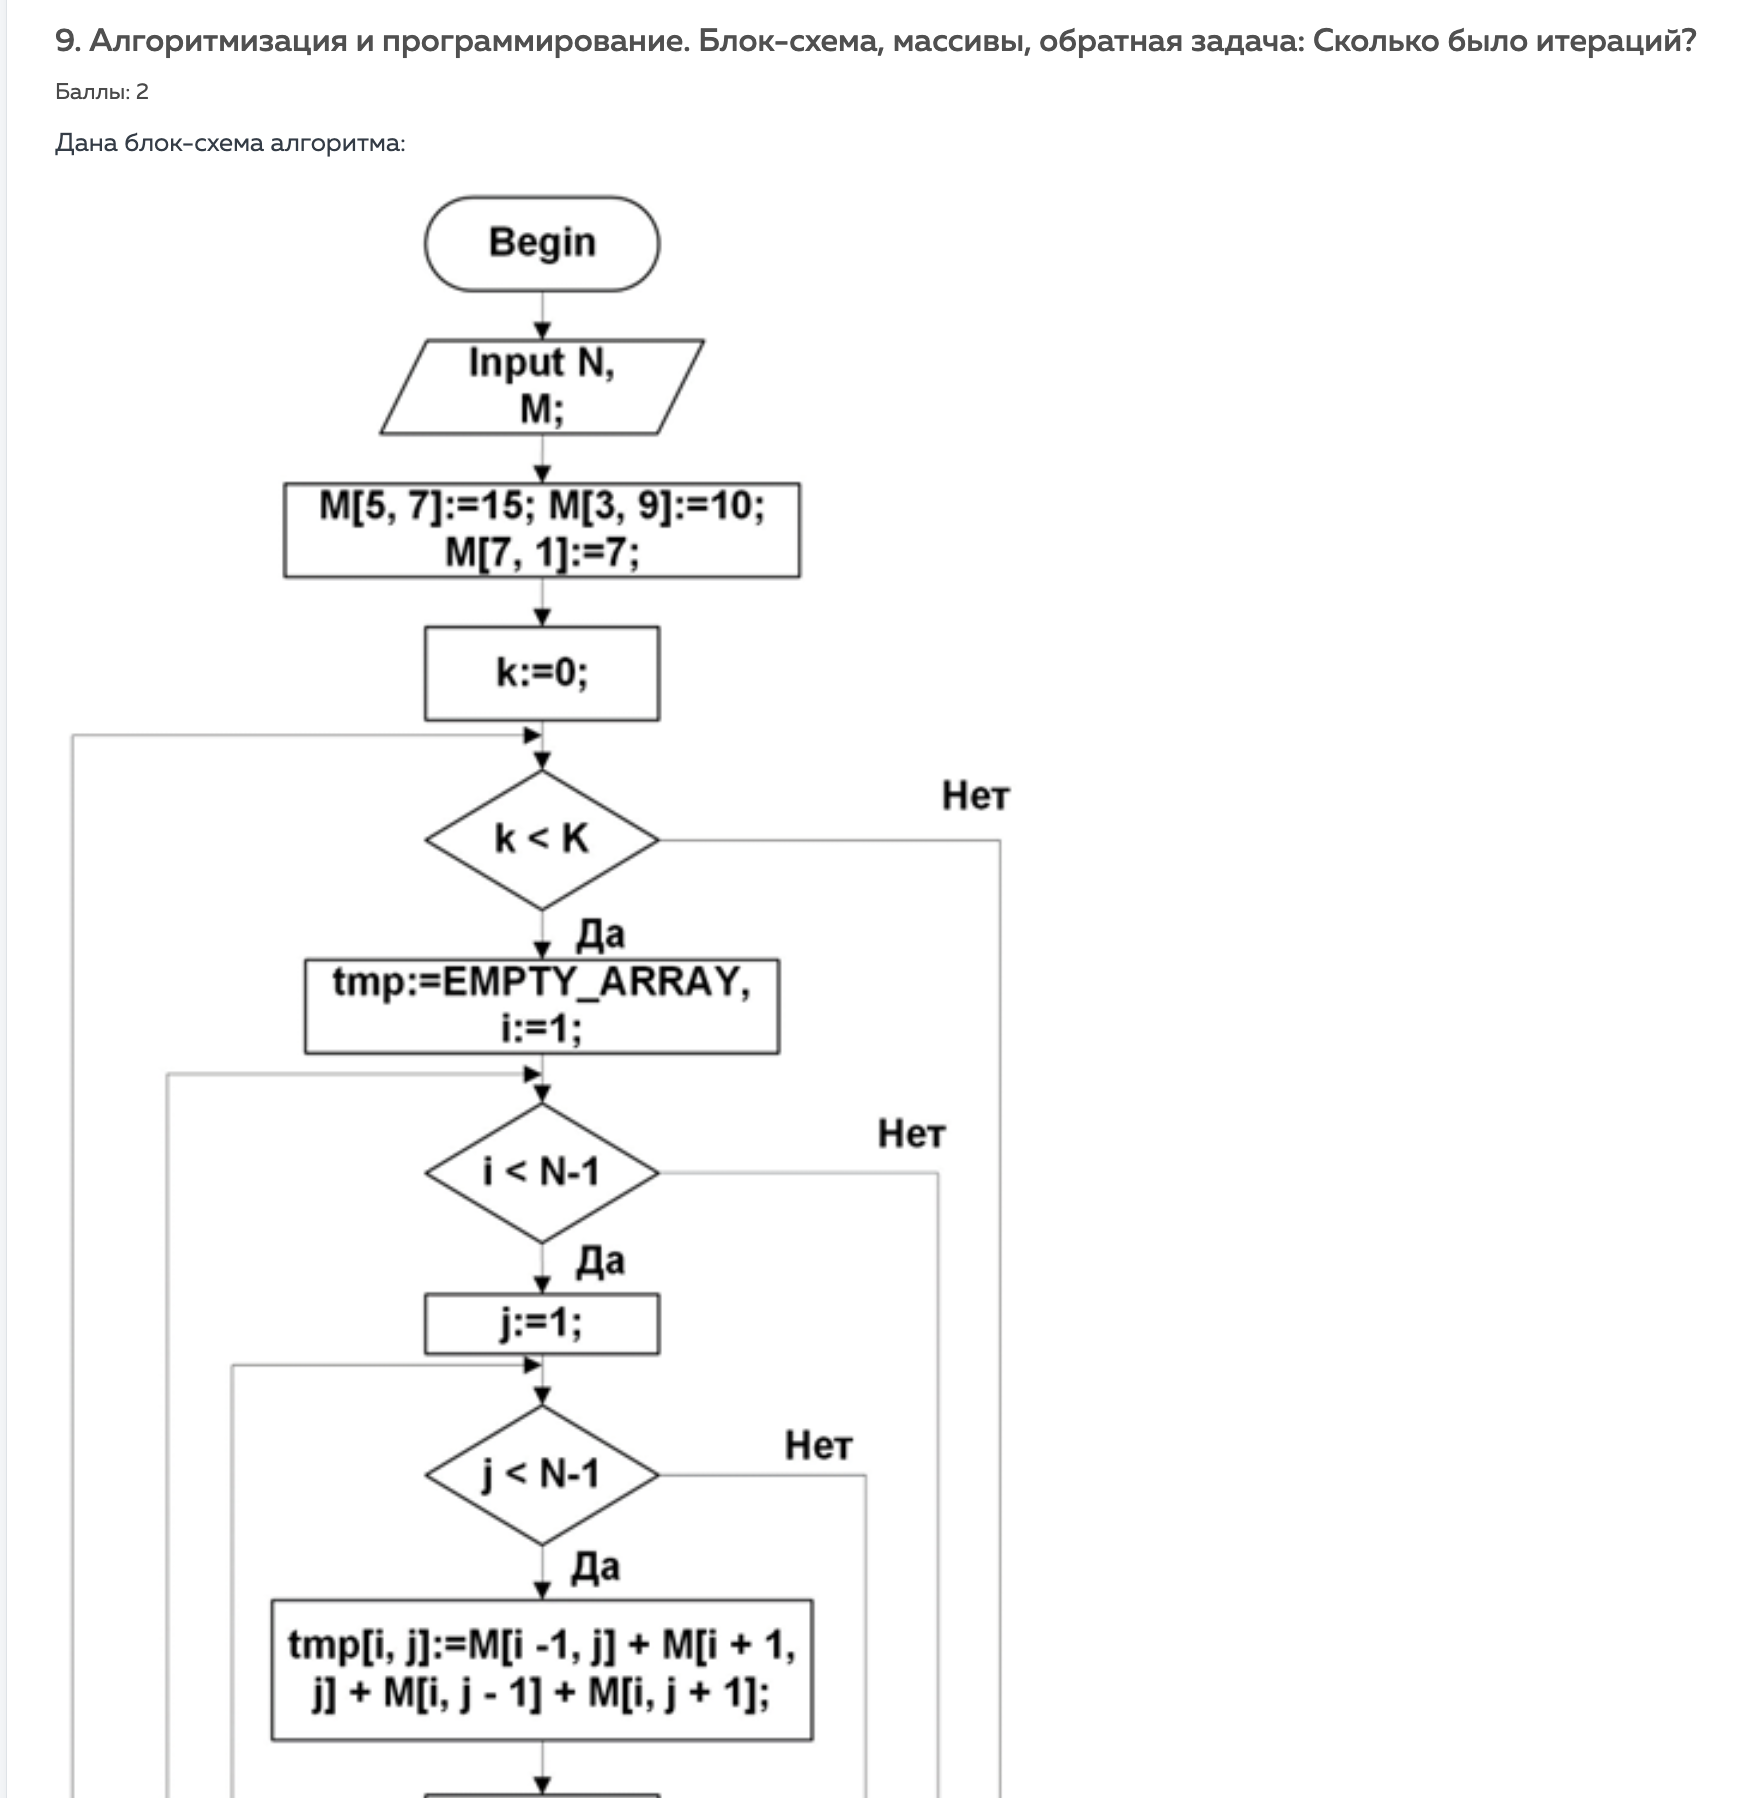 9. Алгоритмизация и программирование. Блок-схема, массивы, обратная задача: Сколько было итераций?
Баллы: 2
Дана блок-схема алгоритма:
Begin
Input N,
M;
M[5, 7]:=15; M[3, 9]:=10;
M[7, 1]:=7;
k:=0;
Нет
k < K
Да
tmp:=EMPTY_ARRAY,
i:=1;
Нет
i < N-1
Да
j:=1;
Нет
j < N-1
Да
tmp[i, j]:=M[i -1, j] + M[i + 1,
j] + M[i, j - 1] + M[i, j + 1];